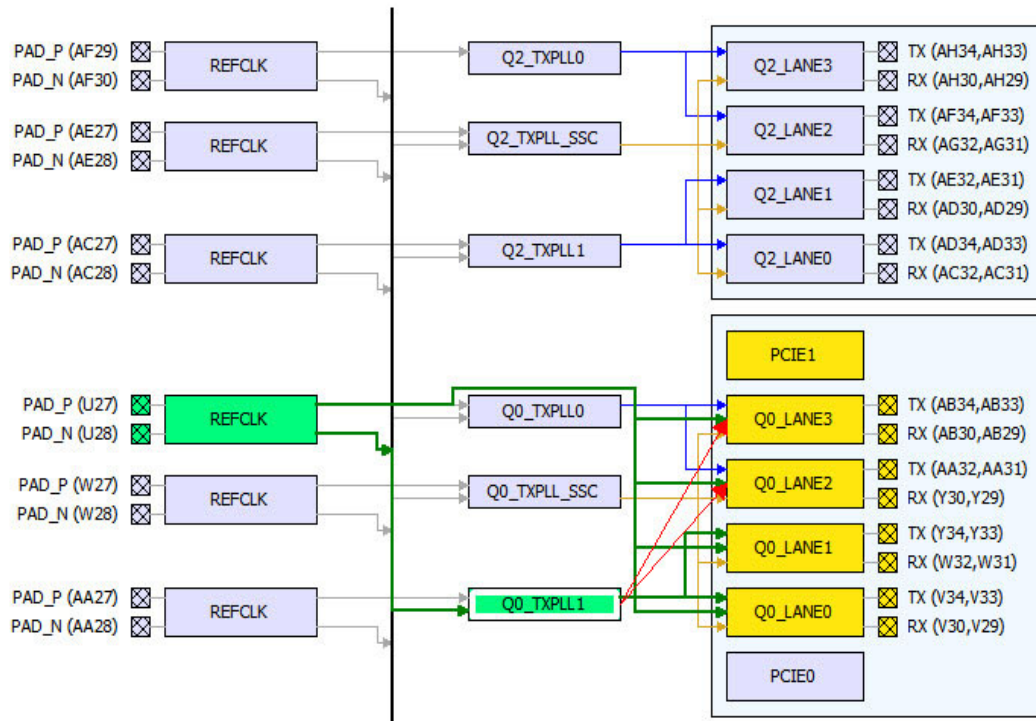 PAD_P (AF29)
PAD_N (AF30)
REFCLK
Q2_TXPLL0
Q2_LANE3
TX (AH34,AH33)
RX (AH30,AH29)
PAD_P (AE27)
PAD_N (AE28)
REFCLK
Q2_TXPLL_SSC
Q2_LANE2
TX (AF34,AF33)
RX (AG32,AG31)
Q2_LANE1
TX (AE32,AE31)
RX (AD30,AD29)
PAD_P (AC27)
PAD_N (AC28)
REFCLK
Q2_TXPLL1
Q2_LANE0
TX (AD34,AD33)
RX (AC32,AC31)
PCIE1
PAD_P (U27)
PAD_N (U28)
REFCLK
Q0_TXPLL0
Q0_LANE3
TX (AB34,AB33)
RX (AB30,AB29)
PAD_P (W27)
PAD_N (W28)
REFCLK
Q0_TXPLL_SSC
Q0_LANE2
TX (AA32,AA31)
RX (Y30,Y29)
Q0_LANE1
TX (Y34,Y33)
RX (W32,W31)
PAD_P (AA27)
PAD_N (AA28)
REFCLK
Q0_TXPLL1
Q0_LANE0
TX (V34,V33)
RX (V30,V29)
PCIE0